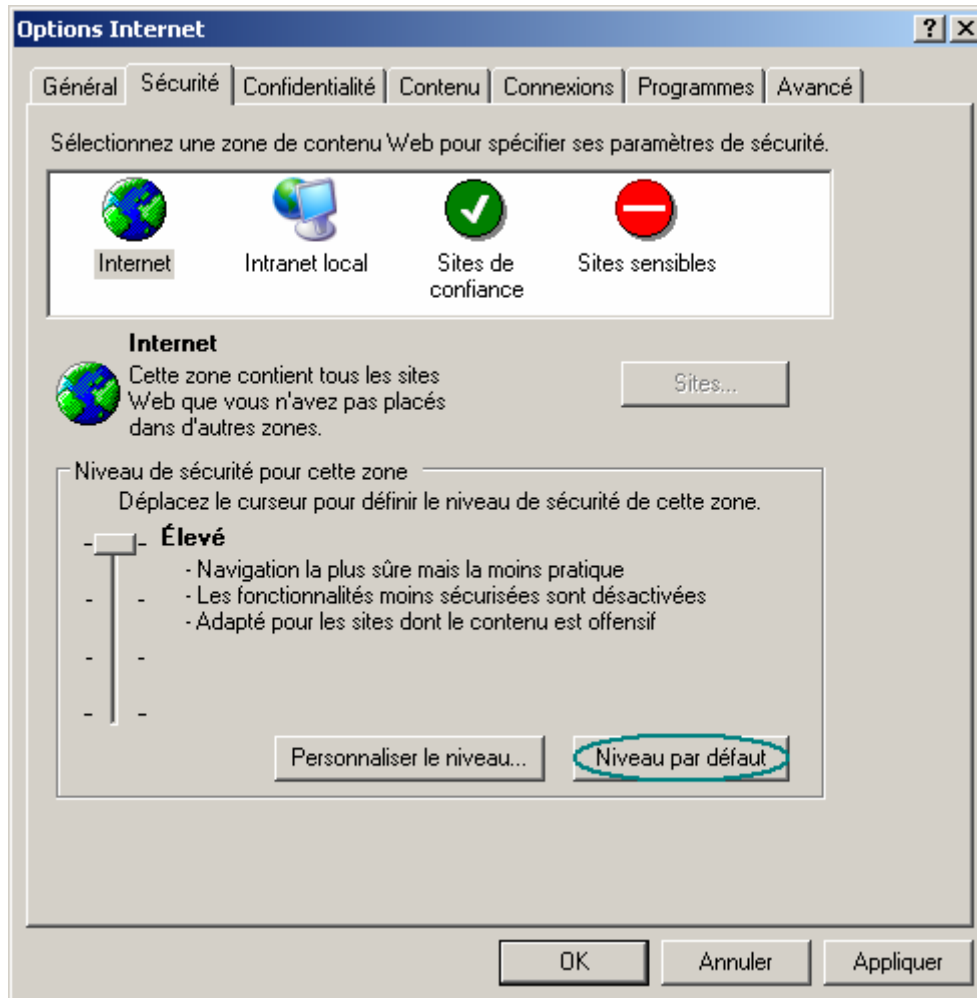 Options Internet
Général Sécurité Confidentialité Contenu Connexions Programmes Avancé
Sélectionnez une zone de contenu Web pour spécifier ses paramètres de sécurité.
Internet Intranet local Sites de confiance Sites sensibles
Internet
Cette zone contient tous les sites
Web que vous n'avez pas placés
dans d'autres zones.
Sites...
Niveau de sécurité pour cette zone
Déplacez le curseur pour définir le niveau de sécurité de cette zone.
Élevé
- Navigation la plus sûre mais la moins pratique
- Les fonctionnalités moins sécurisées sont désactivées
- Adapté pour les sites dont le contenu est offensif
Personnaliser le niveau... Niveau par défaut
OK Annuler Appliquer